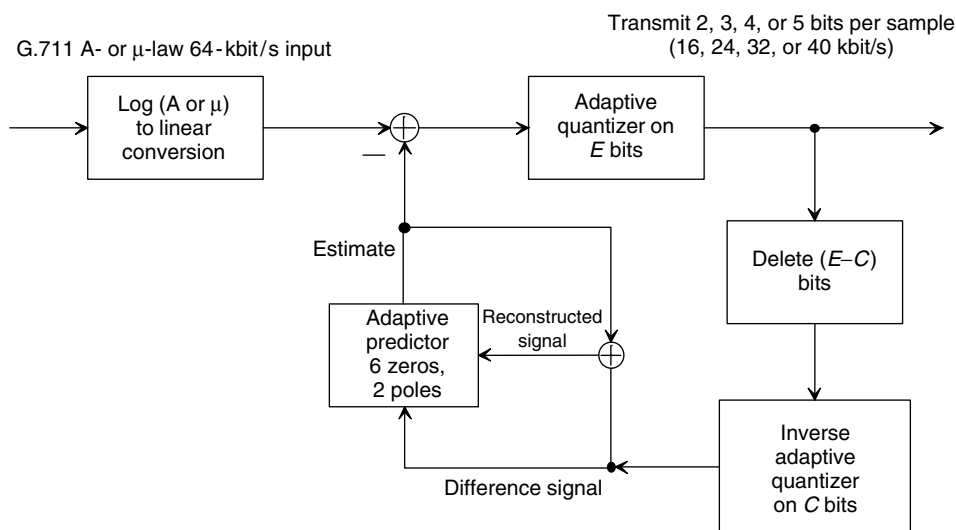 Transmit 2, 3, 4, or 5 bits per sample
(16, 24, 32, or 40 kbit/s)
G.711 A- or μ-law 64-kbit/s input
Log (A or μ)
to linear
conversion
+
—
Adaptive
quantizer on
E bits
Estimate
Delete (E–C)
bits
Adaptive
predictor
6 zeros,
2 poles
Reconstructed
signal
+
Inverse
adaptive
quantizer
on C bits
Difference signal